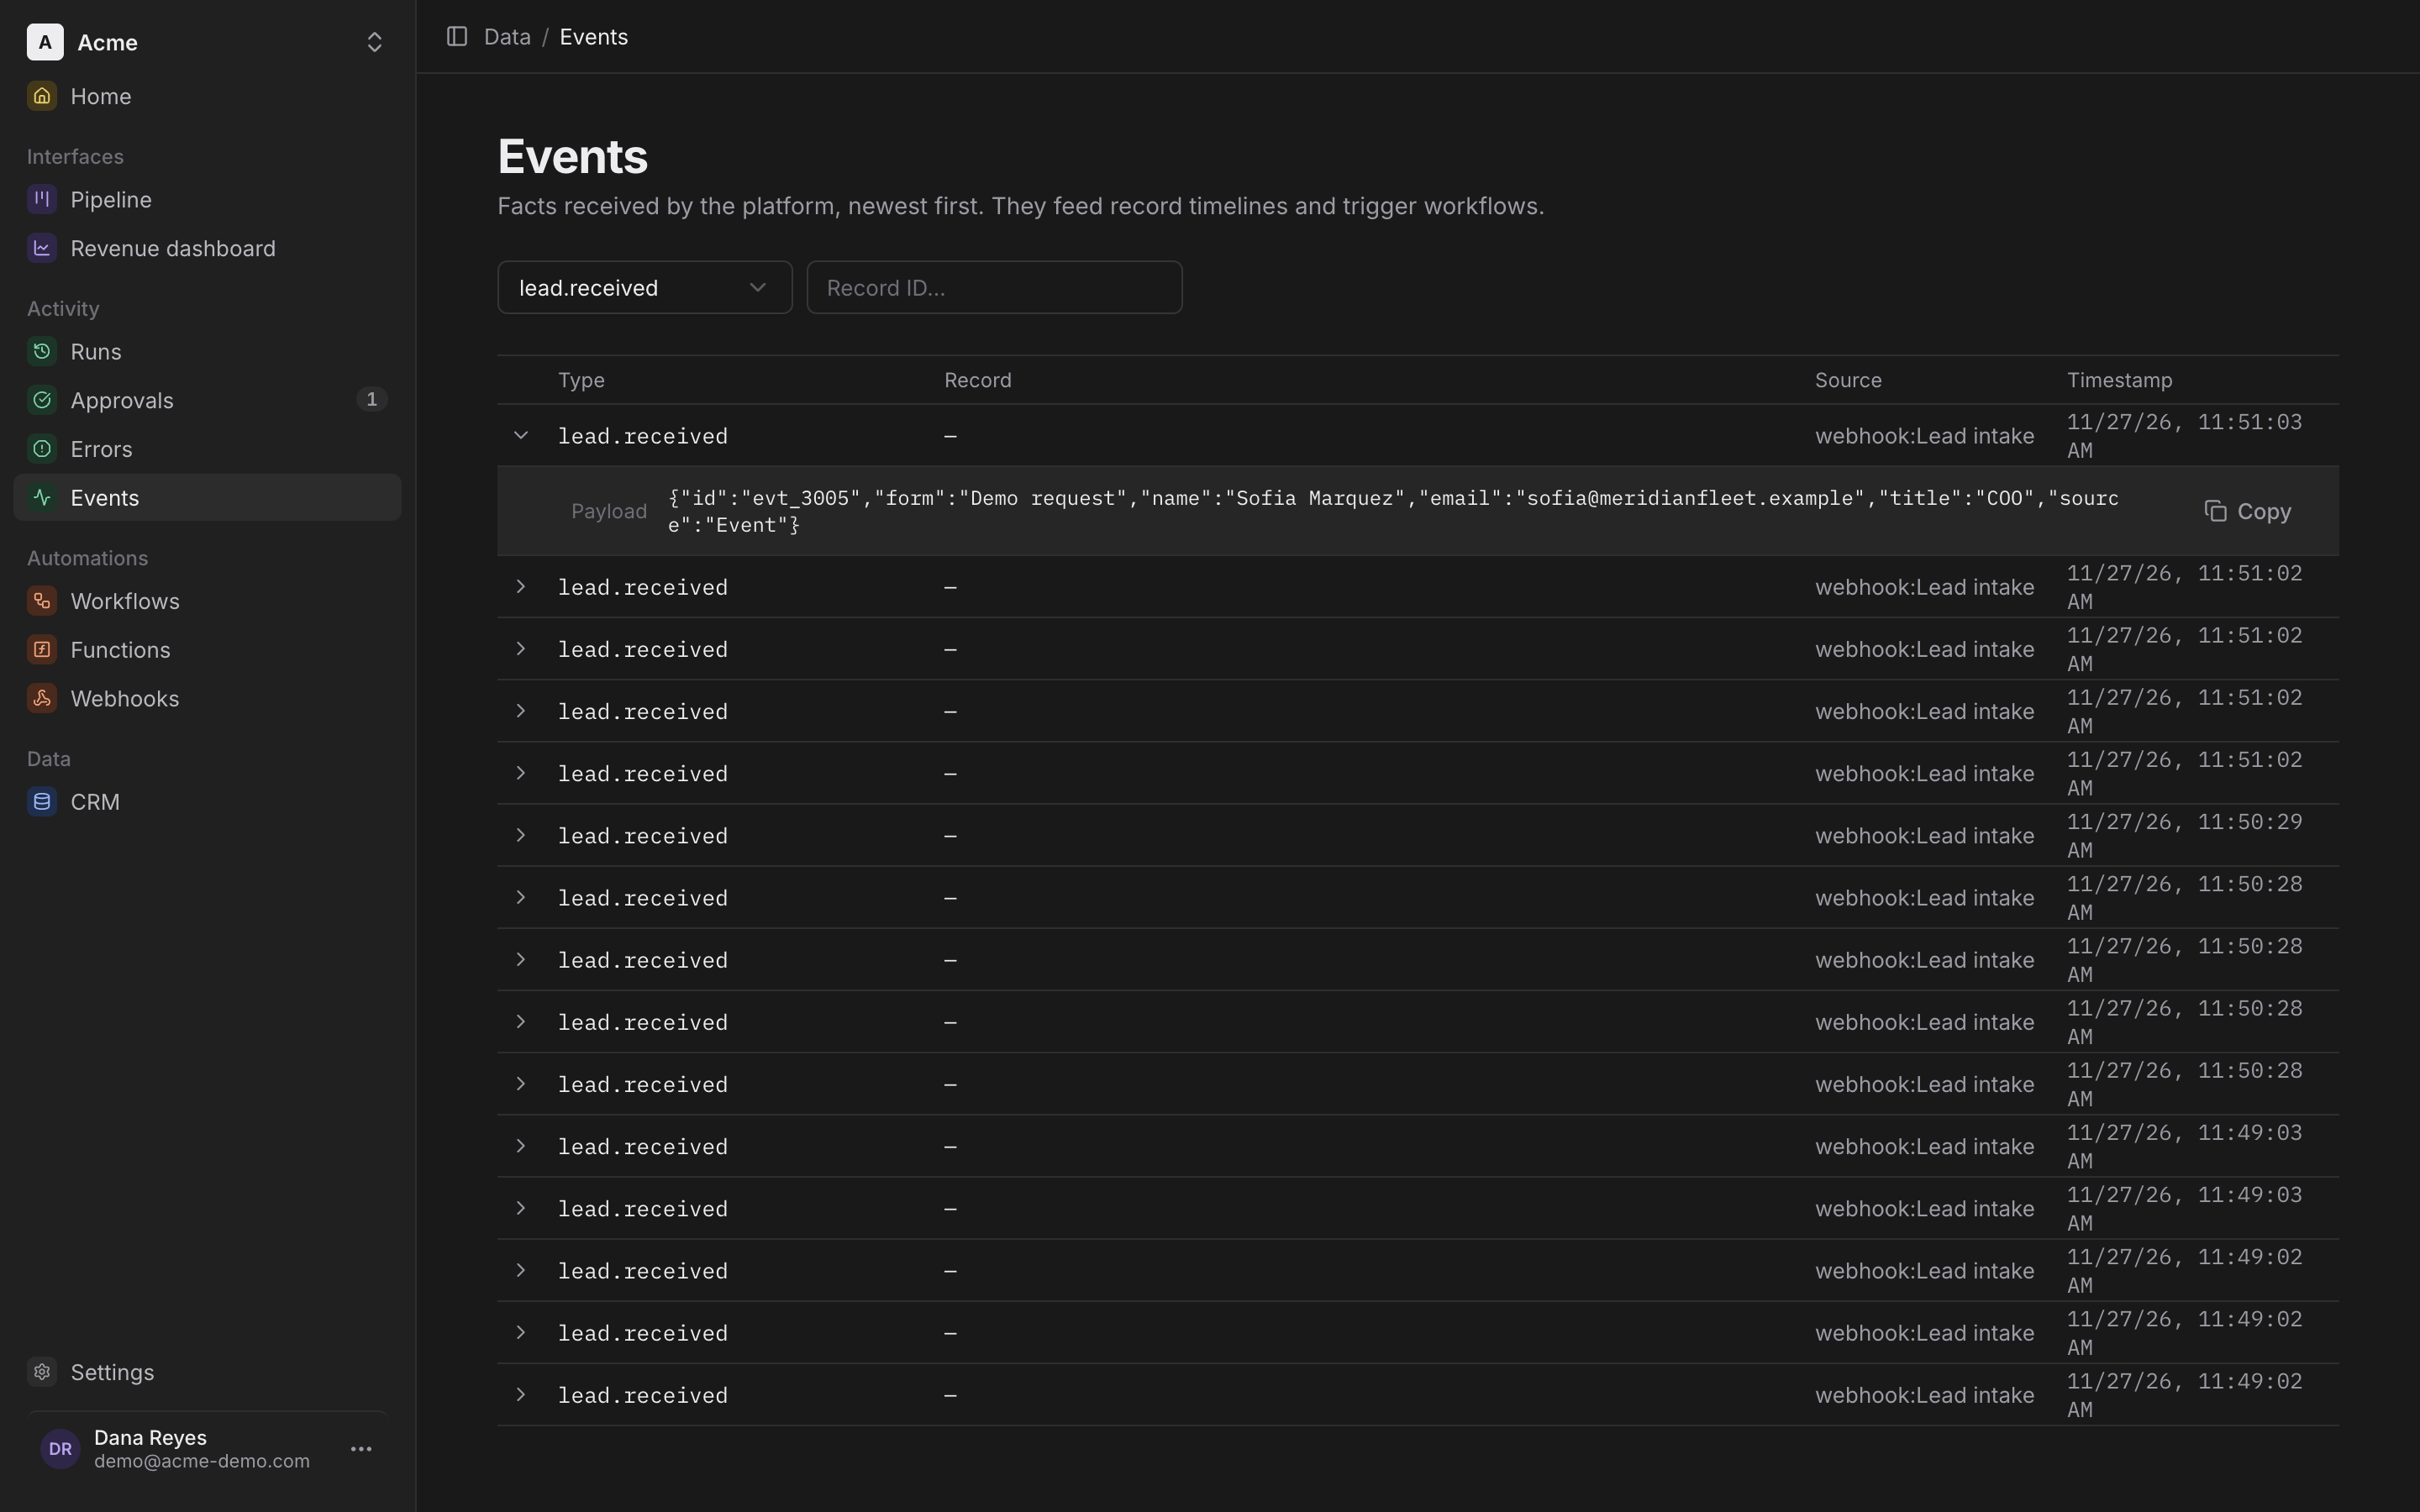 A Acme
Home
Interfaces
Pipeline
Revenue dashboard
Activity
Runs
Approvals 1
Errors
Events
Automations
Workflows
Functions
Webhooks
Data
CRM
Settings
DR Dana Reyes
demo@acme-demo.com
Data / Events
Events
Facts received by the platform, newest first. They feed record timelines and trigger workflows.
lead.received Record ID...
Type Record Source Timestamp
lead.received — webhook:Lead intake 11/27/26, 11:51:03
AM
Payload {"id":"evt_3005","form":"Demo request","name":"Sofia Marquez","email":"sofia@meridianfleet.example","title":"COO","sourc
e":"Event"} Copy
lead.received — webhook:Lead intake 11/27/26, 11:51:02
AM
lead.received — webhook:Lead intake 11/27/26, 11:51:02
AM
lead.received — webhook:Lead intake 11/27/26, 11:51:02
AM
lead.received — webhook:Lead intake 11/27/26, 11:51:02
AM
lead.received — webhook:Lead intake 11/27/26, 11:50:29
AM
lead.received — webhook:Lead intake 11/27/26, 11:50:28
AM
lead.received — webhook:Lead intake 11/27/26, 11:50:28
AM
lead.received — webhook:Lead intake 11/27/26, 11:50:28
AM
lead.received — webhook:Lead intake 11/27/26, 11:50:28
AM
lead.received — webhook:Lead intake 11/27/26, 11:49:03
AM
lead.received — webhook:Lead intake 11/27/26, 11:49:03
AM
lead.received — webhook:Lead intake 11/27/26, 11:49:02
AM
lead.received — webhook:Lead intake 11/27/26, 11:49:02
AM
lead.received — webhook:Lead intake 11/27/26, 11:49:02
AM